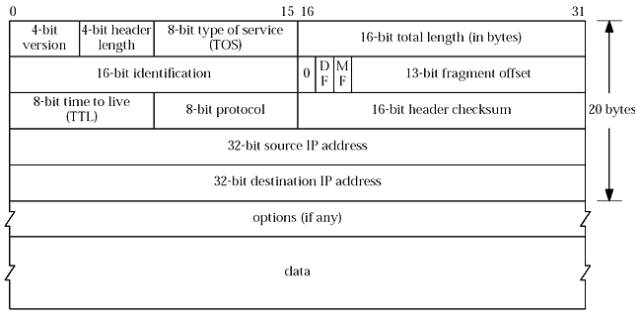 0 15 16 31
4-bit version 4-bit header length 8-bit type of service (TOS) 16-bit total length (in bytes)
16-bit identification 0 D F M F 13-bit fragment offset
8-bit time to live (TTL) 8-bit protocol 16-bit header checksum 20 bytes
32-bit source IP address
32-bit destination IP address
options (if any)
data